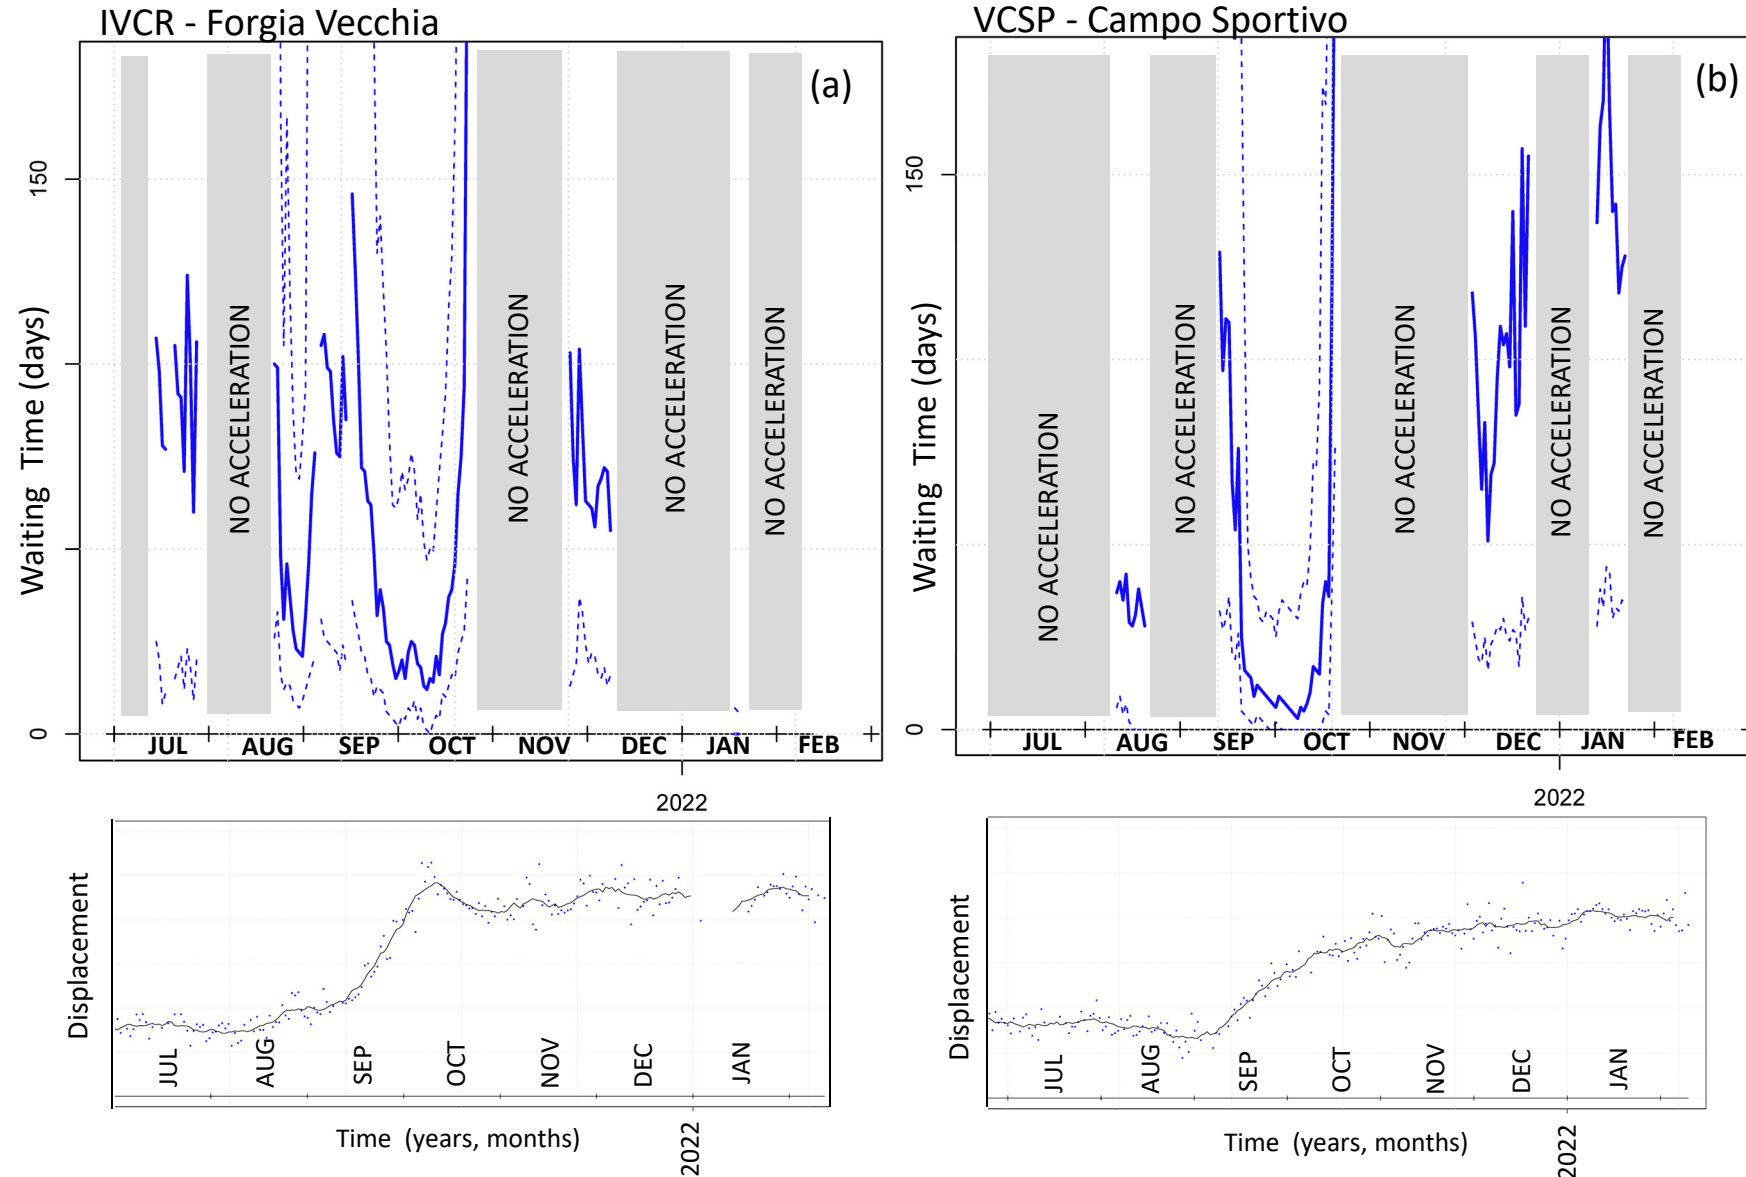 IVCR - Forgia Vecchia
VCSP - Campo Sportivo
(a)
(b)
Waiting Time (days)
150
0
NO ACCELERATION
NO ACCELERATION
NO ACCELERATION
NO ACCELERATION
JUL AUG SEP OCT NOV DEC JAN FEB
2022
Waiting Time (days)
150
0
NO ACCELERATION
NO ACCELERATION
NO ACCELERATION
NO ACCELERATION
NO ACCELERATION
JUL AUG SEP OCT NOV DEC JAN FEB
2022
Displacement
JUL AUG SEP OCT NOV DEC JAN
Time (years, months)
2022
Displacement
JUL AUG SEP OCT NOV DEC JAN
Time (years, months)
2022